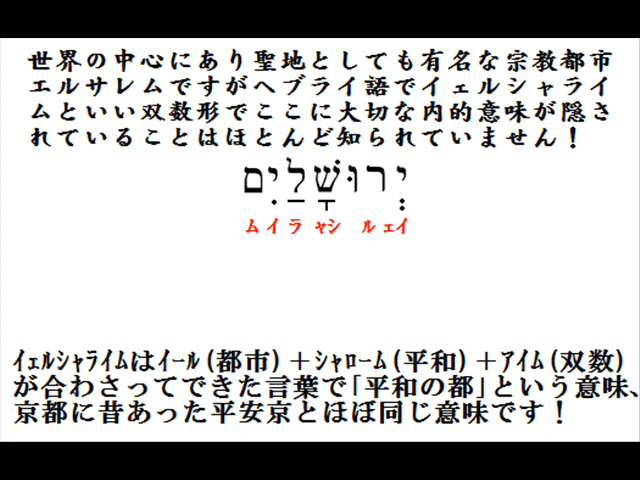 世界の中心にあり聖地としても有名な宗教都市
エルサレムですがヘブライ語でイェルシャライ
ムといい双数形でここに大切な内的意味が隠さ
れていることはほとんど知られていません！
יְרוּשָׁלַיִם
ムイラシャルイェ
ｲｪﾙｼｬﾗｲﾑはｲｰﾙ(都市)＋ｼｬﾛｰﾑ(平和)＋ｱｲﾑ(双数)
が合わさってできた言葉で｢平和の都｣という意味、
京都に昔あった平安京とほぼ同じ意味です！